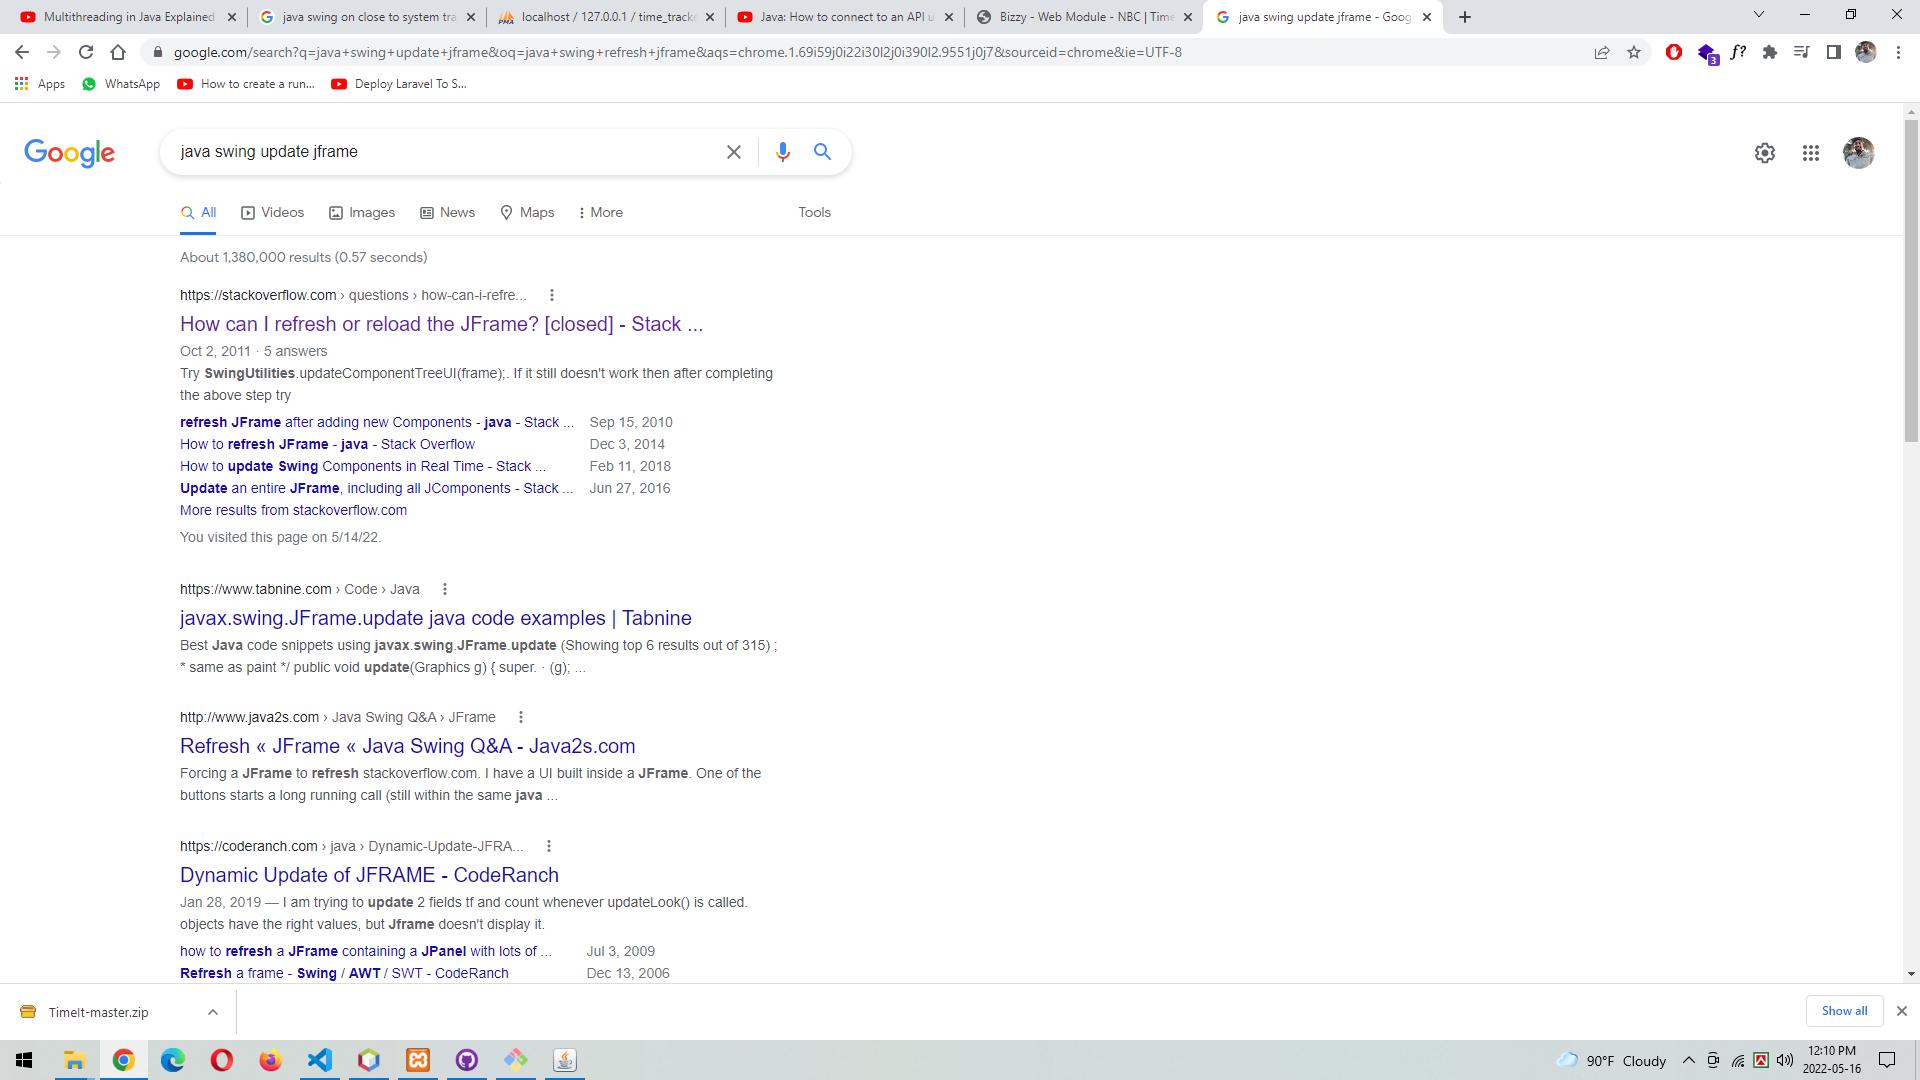 Multithreading in Java Explained
java swing on close to system tra
localhost / 127.0.0.1 / time_track
Java: How to connect to an API u
Bizzy - Web Module - NBC | Time
java swing update jframe - Goog
google.com/search?q=java+swing+update+jframe&oq=java+swing+refresh+jframe&aqs=chrome.1.69i59j0i22i30l2j0i390l2.9551j0j7&sourceid=chrome&ie=UTF-8
f?
3
Apps
WhatsApp
How to create a run...
Deploy Laravel To S...
Google
java swing update jframe
All
Videos
Images
News
Maps
More
Tools
About 1,380,000 results (0.57 seconds)
https://stackoverflow.com › questions › how-can-i-refre...
How can I refresh or reload the JFrame? [closed] - Stack ...
Oct 2, 2011 · 5 answers
Try SwingUtilities.updateComponentTreeUI(frame);. If it still doesn't work then after completing
the above step try
refresh JFrame after adding new Components - java - Stack ... Sep 15, 2010
How to refresh JFrame - java - Stack Overflow Dec 3, 2014
How to update Swing Components in Real Time - Stack ... Feb 11, 2018
Update an entire JFrame, including all JComponents - Stack ... Jun 27, 2016
More results from stackoverflow.com
You visited this page on 5/14/22.
https://www.tabnine.com › Code › Java
javax.swing.JFrame.update java code examples | Tabnine
Best Java code snippets using javax.swing.JFrame.update (Showing top 6 results out of 315) ;
* same as paint */ public void update(Graphics g) { super. · (g); ...
http://www.java2s.com › Java Swing Q&A › JFrame
Refresh « JFrame « Java Swing Q&A - Java2s.com
Forcing a JFrame to refresh stackoverflow.com. I have a UI built inside a JFrame. One of the
buttons starts a long running call (still within the same java ...
https://coderanch.com › java › Dynamic-Update-JFRA...
Dynamic Update of JFRAME - CodeRanch
Jan 28, 2019 — I am trying to update 2 fields tf and count whenever updateLook() is called.
objects have the right values, but Jframe doesn't display it.
how to refresh a JFrame containing a JPanel with lots of ... Jul 3, 2009
Refresh a frame - Swing / AWT / SWT - CodeRanch Dec 13, 2006
TimeIt-master.zip
Show all
90°F Cloudy
12:10 PM
2022-05-16